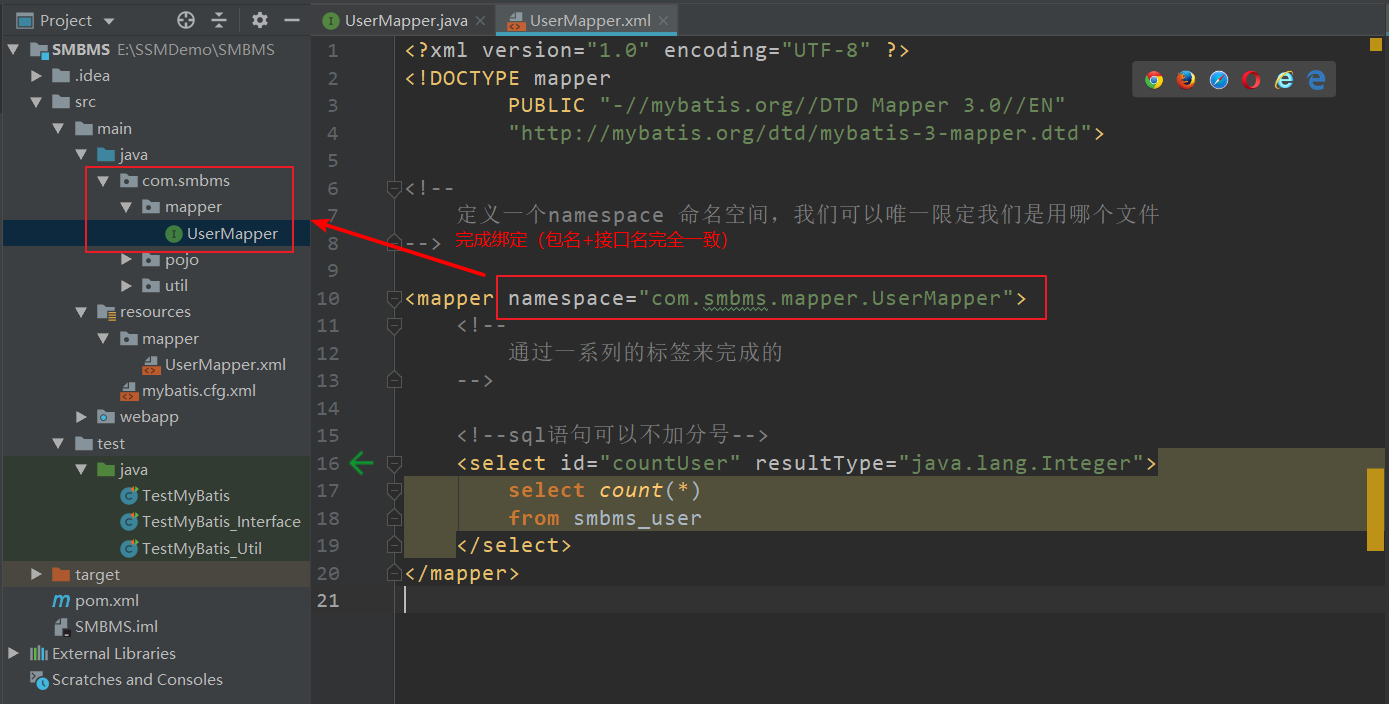 Project
SMBMS E:\SSMDemo\SMBMS
.idea
src
main
java
com.smbms
mapper
UserMapper
pojo
util
resources
mapper
UserMapper.xml
mybatis.cfg.xml
webapp
test
java
TestMyBatis
TestMyBatis_Interface
TestMyBatis_Util
target
pom.xml
SMBMS.iml
External Libraries
Scratches and Consoles
UserMapper.java
UserMapper.xml
1 <?xml version="1.0" encoding="UTF-8" ?>
2 <!DOCTYPE mapper
3 PUBLIC "-//mybatis.org//DTD Mapper 3.0//EN"
4 "http://mybatis.org/dtd/mybatis-3-mapper.dtd">
5
6 <!--
7 定义一个namespace 命名空间，我们可以唯一限定我们是用哪个文件
8 --> 完成绑定（包名+接口名完全一致）
9
10 <mapper namespace="com.smbms.mapper.UserMapper">
11 <!--
12 通过一系列的标签来完成的
13 -->
14
15 <!--sql语句可以不加分号-->
16 <select id="countUser" resultType="java.lang.Integer">
17 select count(*)
18 from smbms_user
19 </select>
20 </mapper>
21